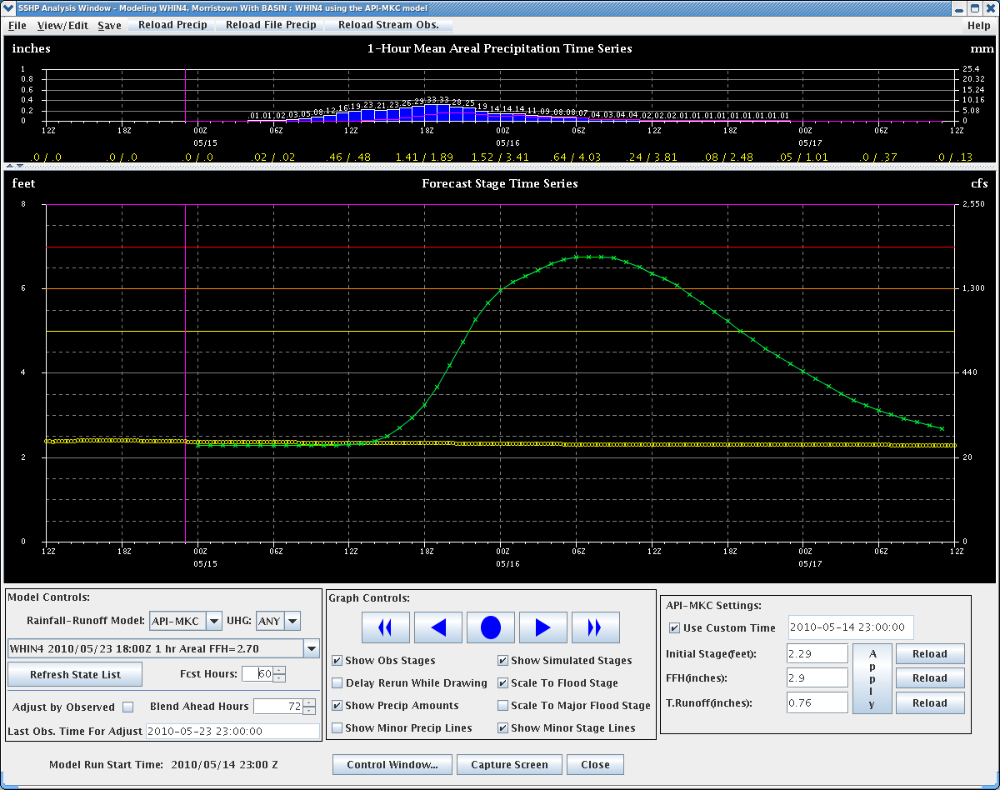 SSHP Analysis Window - Modeling WHIN4, Morristown With BASIN : WHIN4 using the API-MKC model
File View/Edit Save Reload Precip Reload File Precip Reload Stream Obs. Help
inches 1-Hour Mean Areal Precipitation Time Series mm
1 25.4
0.8 20.32
0.6 15.24
0.4 10.16
0.2 5.08
.01 .01 .02 .03 .05 .08 .12 .16 .19 .23 .21 .23 .26 .29 .33 .33 .28 .25 .19 .14 .14 .14 .11 .09 .08 .08 .07 .04 .03 .04 .04 .02 .02 .02 .01 .01 .01 .01 .01 .01 .01 .01 .01
0 0
12Z 18Z 00Z 06Z 12Z 18Z 00Z 06Z 12Z 18Z 00Z 06Z 12Z
05/15 05/16 05/17
.0 / .0 .0 / .0 .0 / .0 .02 / .02 .46 / .48 1.41 / 1.89 1.52 / 3.41 .64 / 4.03 .24 / 3.81 .08 / 2.48 .05 / 1.01 .0 / .37 .0 / .13
feet Forecast Stage Time Series cfs
8 2,550
6 1,300
4 440
2 20
0 0
12Z 18Z 00Z 06Z 12Z 18Z 00Z 06Z 12Z 18Z 00Z 06Z 12Z
05/15 05/16 05/17
Model Controls:
Rainfall-Runoff Model: API-MKC UHG: ANY
WHIN4 2010/05/23 18:00Z 1 hr Areal FFH=2.70
Refresh State List Fcst Hours: 60
Adjust by Observed Blend Ahead Hours 72
Last Obs. Time For Adjust 2010-05-23 23:00:00
Graph Controls:
Show Obs Stages Show Simulated Stages
Delay Rerun While Drawing Scale To Flood Stage
Show Precip Amounts Scale To Major Flood Stage
Show Minor Precip Lines Show Minor Stage Lines
API-MKC Settings:
Use Custom Time 2010-05-14 23:00:00
Initial Stage(feet): 2.29 Reload
FFH(inches): 2.9 Reload
T.Runoff(inches): 0.76 Reload
Apply
Model Run Start Time: 2010/05/14 23:00 Z Control Window... Capture Screen Close